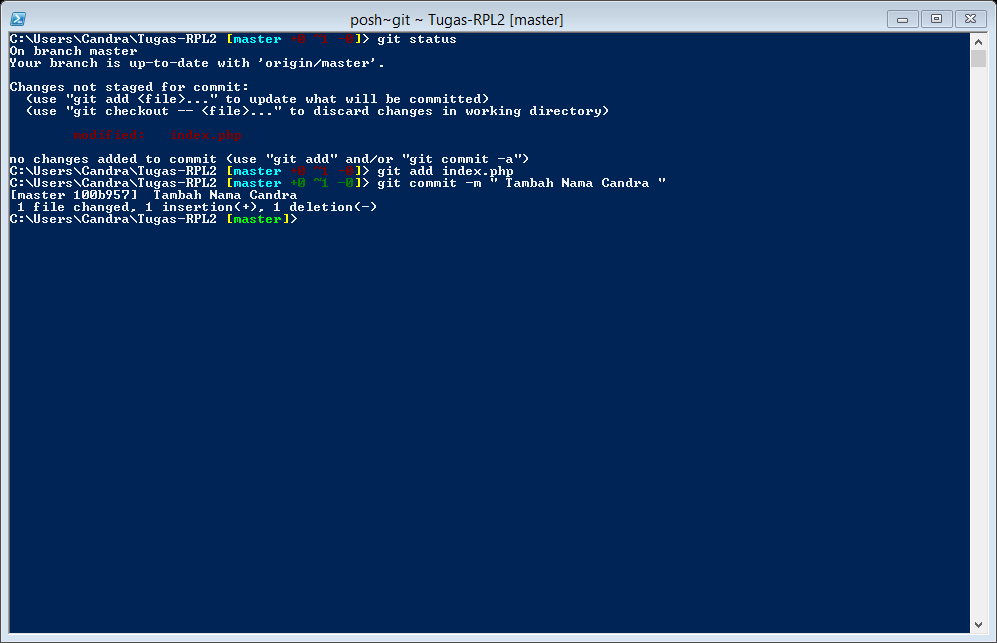 posh~git ~ Tugas-RPL2 [master]
C:\Users\Candra\Tugas-RPL2 [master +0 ~1 -0]> git status
On branch master
Your branch is up-to-date with 'origin/master'.
Changes not staged for commit:
  (use "git add <file>..." to update what will be committed)
  (use "git checkout -- <file>..." to discard changes in working directory)
        modified:   index.php
no changes added to commit (use "git add" and/or "git commit -a")
C:\Users\Candra\Tugas-RPL2 [master +0 ~1 -0]> git add index.php
C:\Users\Candra\Tugas-RPL2 [master +0 ~1 -0]> git commit -m " Tambah Nama Candra "
[master 100b957]  Tambah Nama Candra
 1 file changed, 1 insertion(+), 1 deletion(-)
C:\Users\Candra\Tugas-RPL2 [master]>